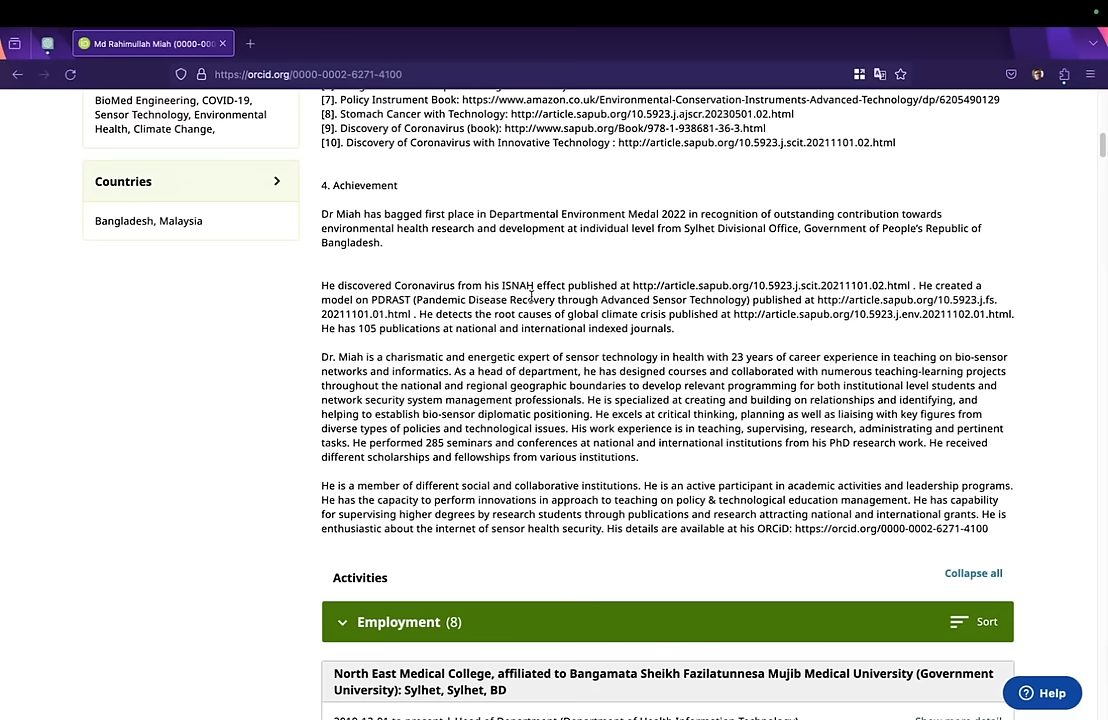 Md Rahimullah Miah (0000-000
https://orcid.org/0000-0002-6271-4100
BioMed Engineering, COVID-19,
Sensor Technology, Environmental
Health, Climate Change,
Countries
Bangladesh, Malaysia
[7]. Policy Instrument Book: https://www.amazon.co.uk/Environmental-Conservation-Instruments-Advanced-Technology/dp/6205490129
[8]. Stomach Cancer with Technology: http://article.sapub.org/10.5923.j.ajscr.20230501.02.html
[9]. Discovery of Coronavirus (book): http://www.sapub.org/Book/978-1-938681-36-3.html
[10]. Discovery of Coronavirus with Innovative Technology : http://article.sapub.org/10.5923.j.scit.20211101.02.html
4. Achievement
Dr Miah has bagged first place in Departmental Environment Medal 2022 in recognition of outstanding contribution towards
environmental health research and development at individual level from Sylhet Divisional Office, Government of People's Republic of
Bangladesh.
He discovered Coronavirus from his ISNAH effect published at http://article.sapub.org/10.5923.j.scit.20211101.02.html . He created a
model on PDRAST (Pandemic Disease Recovery through Advanced Sensor Technology) published at http://article.sapub.org/10.5923.j.fs.
20211101.01.html . He detects the root causes of global climate crisis published at http://article.sapub.org/10.5923.j.env.20211102.01.html.
He has 105 publications at national and international indexed journals.
Dr. Miah is a charismatic and energetic expert of sensor technology in health with 23 years of career experience in teaching on bio-sensor
networks and informatics. As a head of department, he has designed courses and collaborated with numerous teaching-learning projects
throughout the national and regional geographic boundaries to develop relevant programming for both institutional level students and
network security system management professionals. He is specialized at creating and building on relationships and identifying, and
helping to establish bio-sensor diplomatic positioning. He excels at critical thinking, planning as well as liaising with key figures from
diverse types of policies and technological issues. His work experience is in teaching, supervising, research, administrating and pertinent
tasks. He performed 285 seminars and conferences at national and international institutions from his PhD research work. He received
different scholarships and fellowships from various institutions.
He is a member of different social and collaborative institutions. He is an active participant in academic activities and leadership programs.
He has the capacity to perform innovations in approach to teaching on policy & technological education management. He has capability
for supervising higher degrees by research students through publications and research attracting national and international grants. He is
enthusiastic about the internet of sensor health security. His details are available at his ORCiD: https://orcid.org/0000-0002-6271-4100
Activities
Collapse all
Employment (8)
Sort
North East Medical College, affiliated to Bangamata Sheikh Fazilatunnesa Mujib Medical University (Government
University): Sylhet, Sylhet, BD
Help